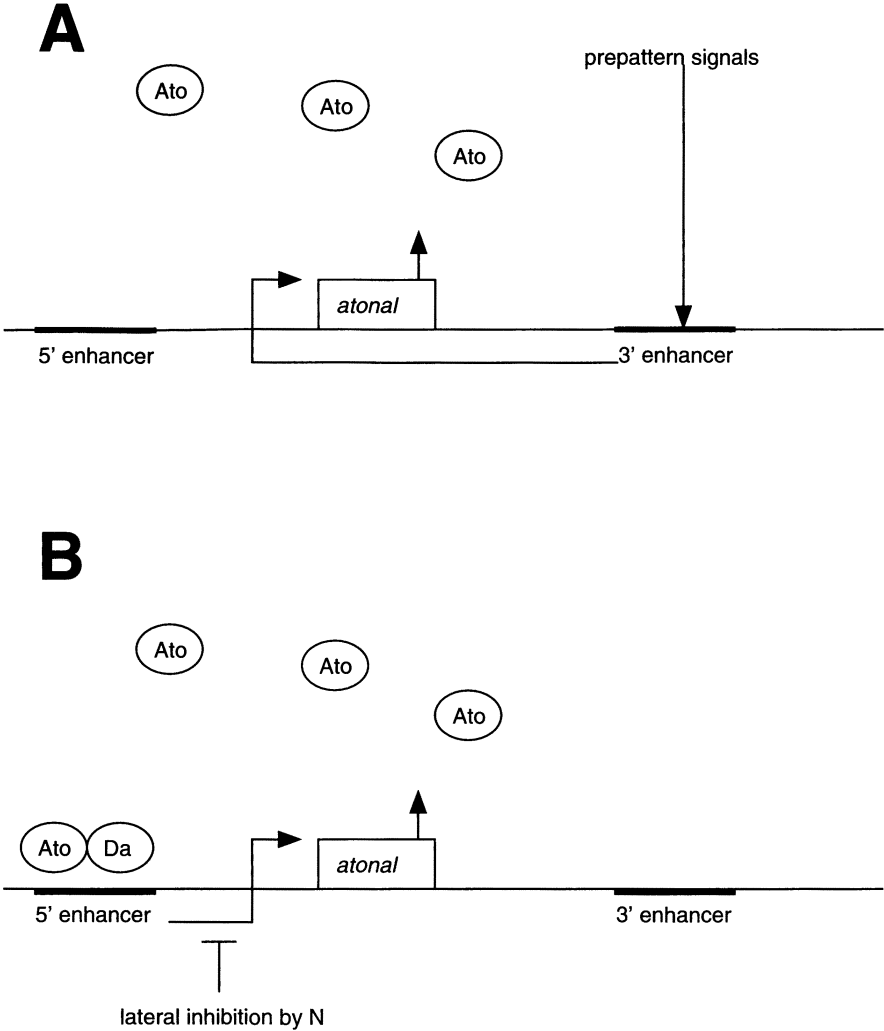 A
prepattern signals
Ato
Ato
Ato
atonal
5' enhancer
3' enhancer
B
Ato
Ato
Ato
Ato
Da
atonal
5' enhancer
3' enhancer
lateral inhibition by N